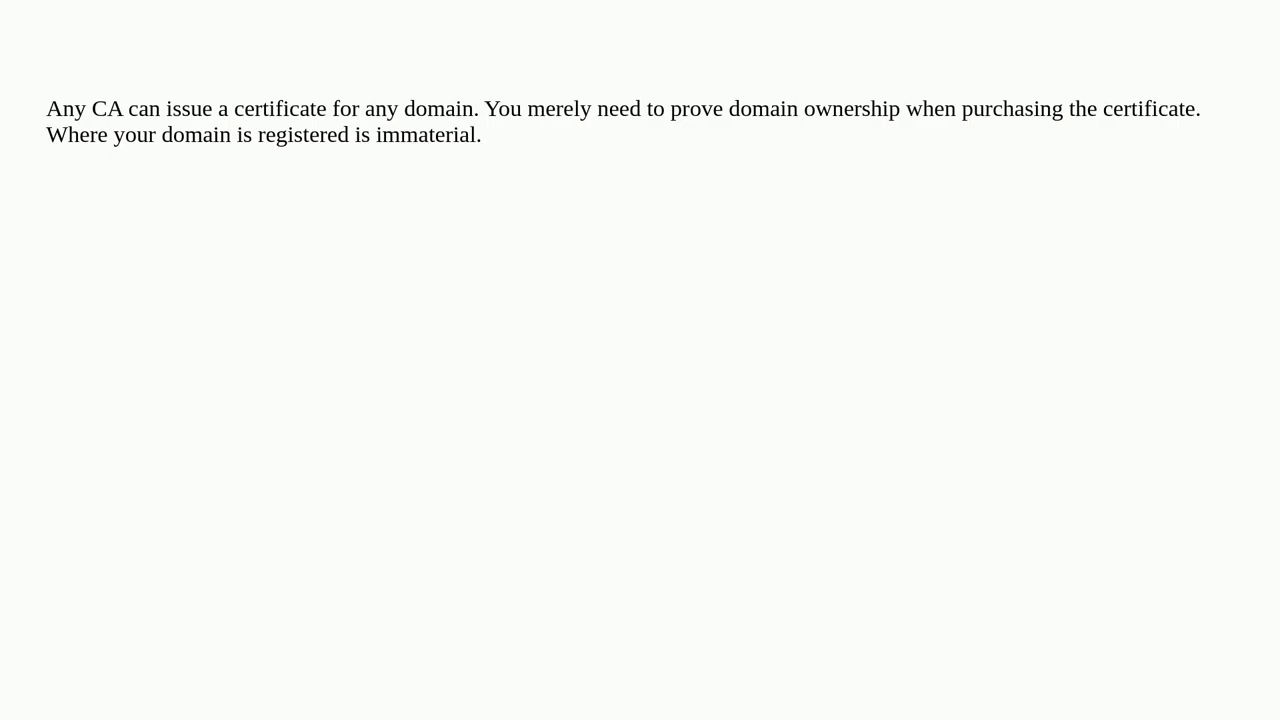 Any CA can issue a certificate for any domain. You merely need to prove domain ownership when purchasing the certificate.
Where your domain is registered is immaterial.